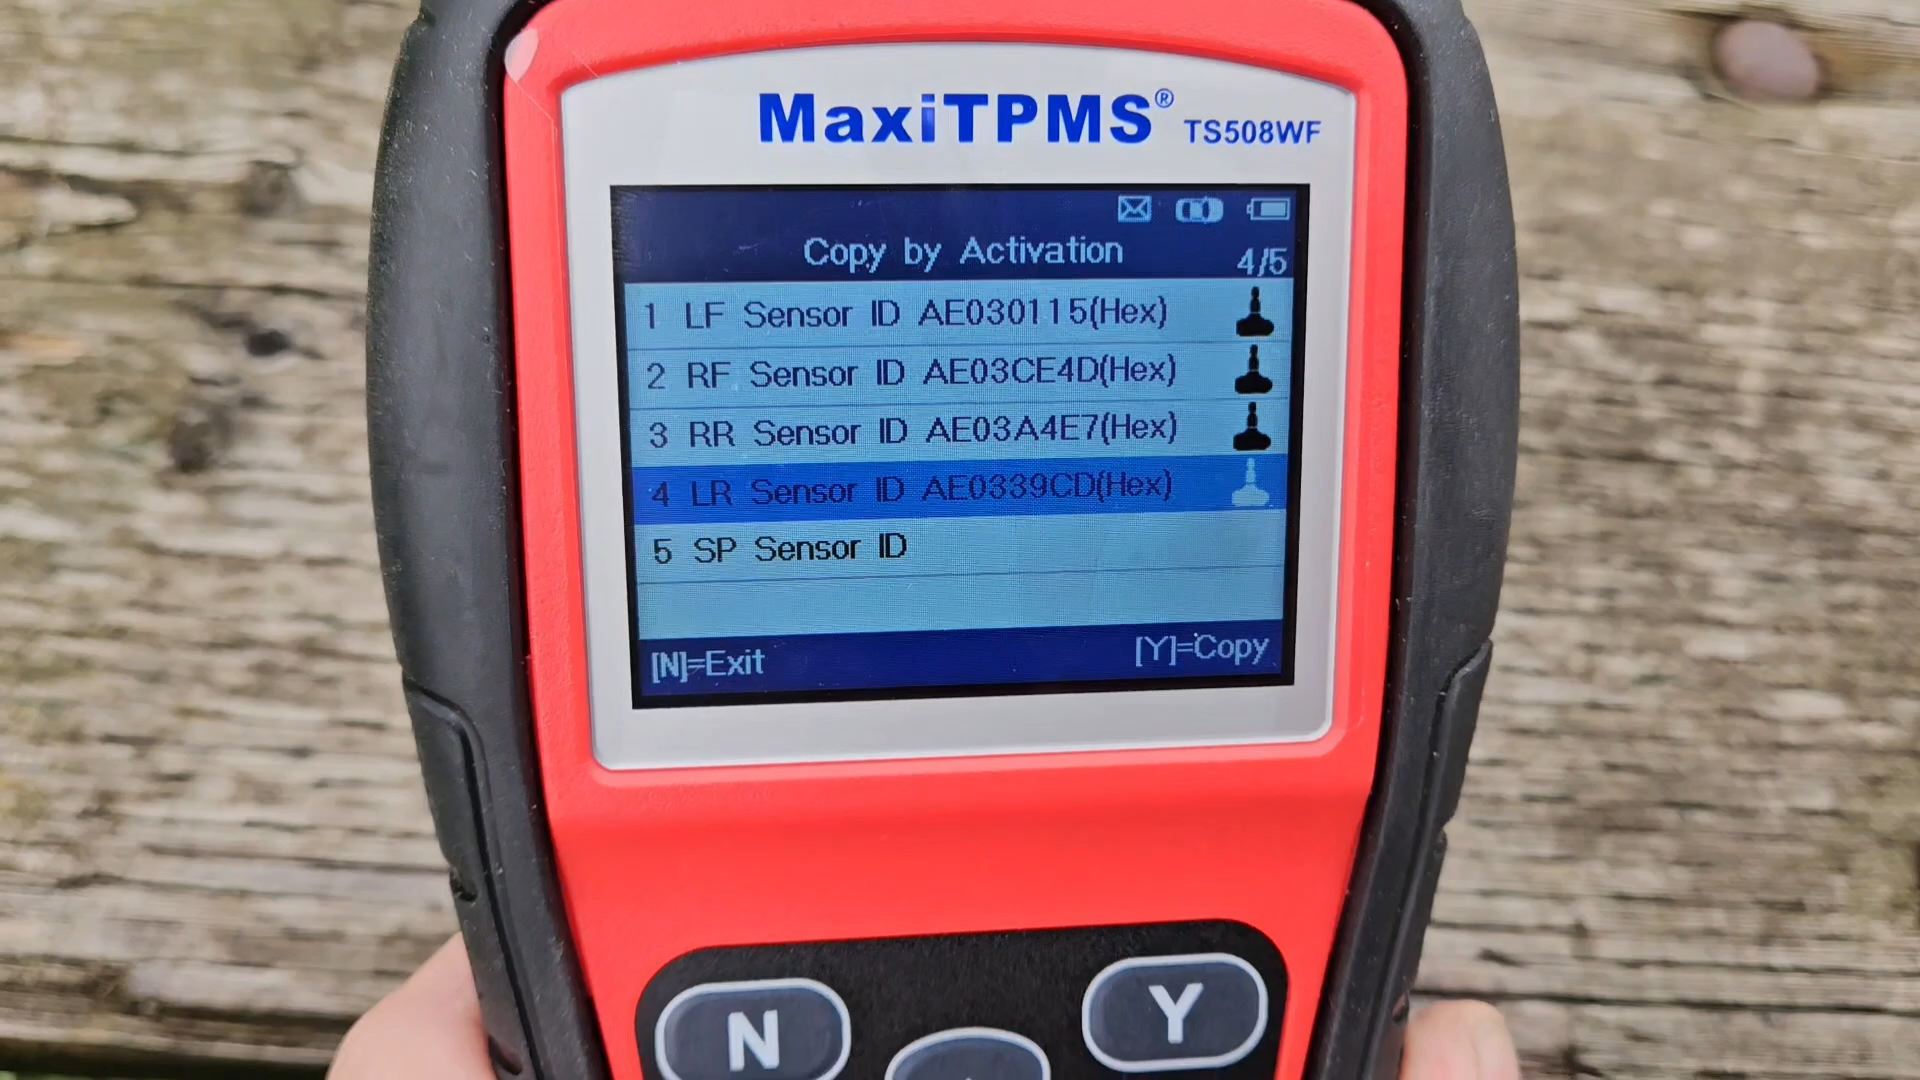 MaxiTPMS® TS508WF
Copy by Activation
4/5
1 LF Sensor ID AE030115(Hex)
2 RF Sensor ID AE03CE4D(Hex)
3 RR Sensor ID AE03A4E7(Hex)
4 LR Sensor ID AE0339CD(Hex)
5 SP Sensor ID
[N]=Exit [Y]=Copy
N Y